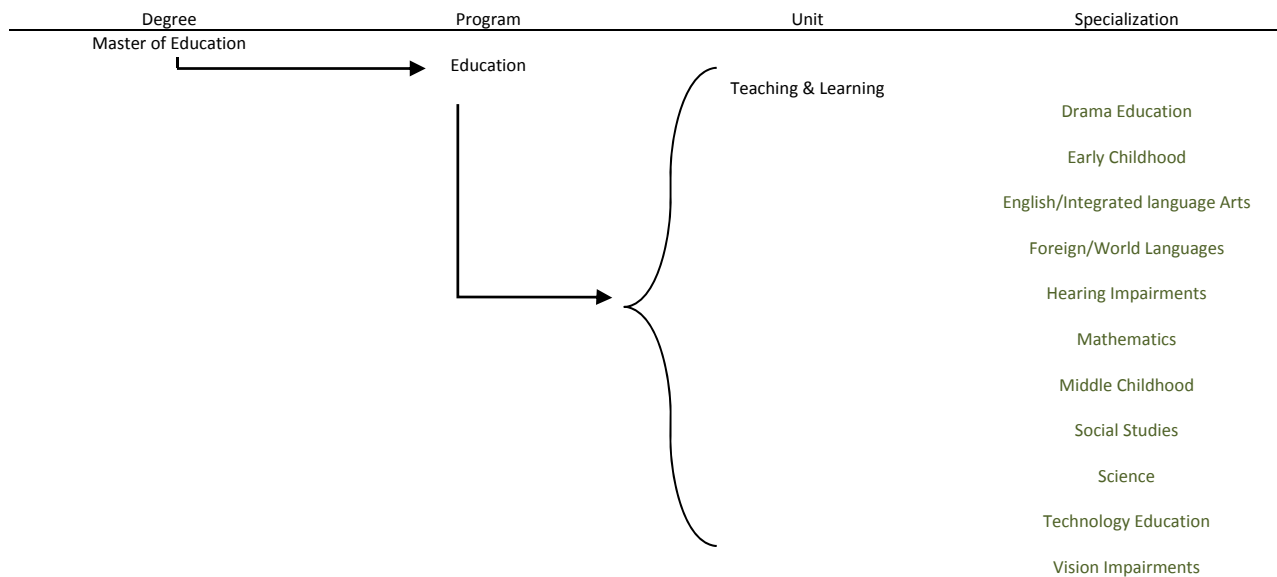 Degree Program Unit Specialization
Master of Education
Education
Teaching & Learning
Drama Education
Early Childhood
English/Integrated language Arts
Foreign/World Languages
Hearing Impairments
Mathematics
Middle Childhood
Social Studies
Science
Technology Education
Vision Impairments